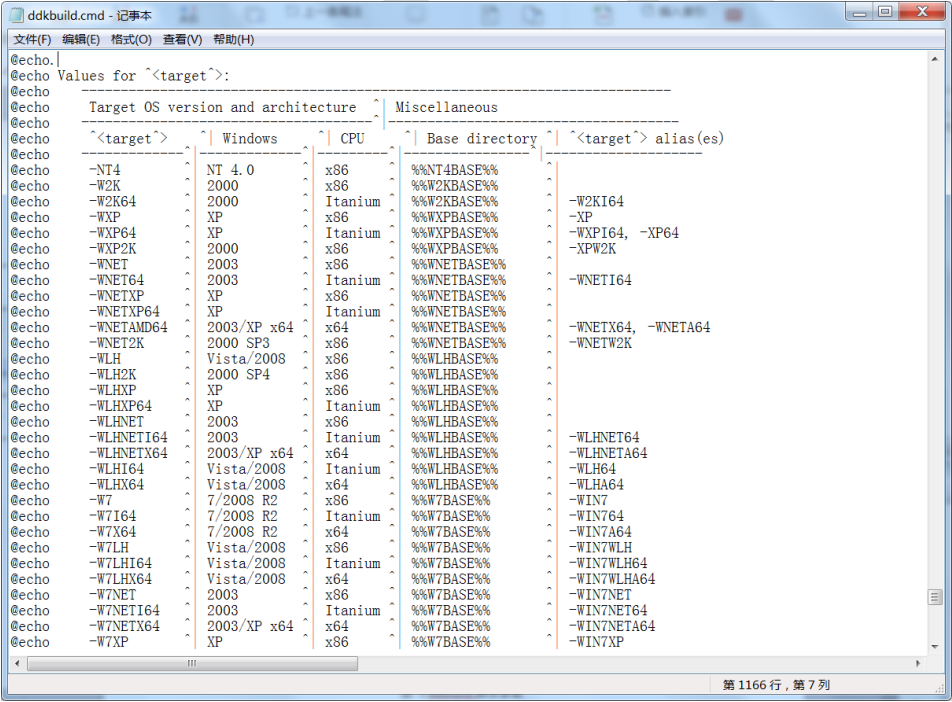 ddkbuild.cmd - 记事本
文件(F) 编辑(E) 格式(O) 查看(V) 帮助(H)
@echo.
@echo Values for ^<target^>:
@echo    ---------------------------------------------------------------------------
@echo     Target OS version and architecture  ^| Miscellaneous
@echo    -------------------------------------^|-------------------------------------
@echo     ^<target^>    ^| Windows     ^| CPU     ^| Base directory ^| ^<target^> alias(es)
@echo    -------------^|-------------^|---------^|----------------^|--------------------
@echo     -NT4        ^| NT 4.0      ^| x86     ^| %%NT4BASE%%     ^|
@echo     -W2K        ^| 2000        ^| x86     ^| %%W2KBASE%%     ^|
@echo     -W2K64      ^| 2000        ^| Itanium ^| %%W2KBASE%%     ^| -W2KI64
@echo     -WXP        ^| XP          ^| x86     ^| %%WXPBASE%%     ^| -XP
@echo     -WXP64      ^| XP          ^| Itanium ^| %%WXPBASE%%     ^| -WXPI64, -XP64
@echo     -WXP2K      ^| 2000        ^| x86     ^| %%WXPBASE%%     ^| -XPW2K
@echo     -WNET       ^| 2003        ^| x86     ^| %%WNETBASE%%    ^|
@echo     -WNET64     ^| 2003        ^| Itanium ^| %%WNETBASE%%    ^| -WNETI64
@echo     -WNETXP     ^| XP          ^| x86     ^| %%WNETBASE%%    ^|
@echo     -WNETXP64   ^| XP          ^| Itanium ^| %%WNETBASE%%    ^|
@echo     -WNETAMD64  ^| 2003/XP x64 ^| x64     ^| %%WNETBASE%%    ^| -WNETX64, -WNETA64
@echo     -WNET2K     ^| 2000 SP3    ^| x86     ^| %%WNETBASE%%    ^| -WNETW2K
@echo     -WLH        ^| Vista/2008  ^| x86     ^| %%WLHBASE%%     ^|
@echo     -WLH2K      ^| 2000 SP4    ^| x86     ^| %%WLHBASE%%     ^|
@echo     -WLHXP      ^| XP          ^| x86     ^| %%WLHBASE%%     ^|
@echo     -WLHXP64    ^| XP          ^| Itanium ^| %%WLHBASE%%     ^|
@echo     -WLHNET     ^| 2003        ^| x86     ^| %%WLHBASE%%     ^|
@echo     -WLHNETI64  ^| 2003        ^| Itanium ^| %%WLHBASE%%     ^| -WLHNET64
@echo     -WLHNETX64  ^| 2003/XP x64 ^| x64     ^| %%WLHBASE%%     ^| -WLHNETA64
@echo     -WLHI64     ^| Vista/2008  ^| Itanium ^| %%WLHBASE%%     ^| -WLH64
@echo     -WLHX64     ^| Vista/2008  ^| x64     ^| %%WLHBASE%%     ^| -WLHA64
@echo     -W7         ^| 7/2008 R2   ^| x86     ^| %%W7BASE%%      ^| -WIN7
@echo     -W7I64      ^| 7/2008 R2   ^| Itanium ^| %%W7BASE%%      ^| -WIN764
@echo     -W7X64      ^| 7/2008 R2   ^| x64     ^| %%W7BASE%%      ^| -WIN7A64
@echo     -W7LH       ^| Vista/2008  ^| x86     ^| %%W7BASE%%      ^| -WIN7WLH
@echo     -W7LHI64    ^| Vista/2008  ^| Itanium ^| %%W7BASE%%      ^| -WIN7WLH64
@echo     -W7LHX64    ^| Vista/2008  ^| x64     ^| %%W7BASE%%      ^| -WIN7WLHA64
@echo     -W7NET      ^| 2003        ^| x86     ^| %%W7BASE%%      ^| -WIN7NET
@echo     -W7NETI64   ^| 2003        ^| Itanium ^| %%W7BASE%%      ^| -WIN7NET64
@echo     -W7NETX64   ^| 2003/XP x64 ^| x64     ^| %%W7BASE%%      ^| -WIN7NETA64
@echo     -W7XP       ^| XP          ^| x86     ^| %%W7BASE%%      ^| -WIN7XP
第 1166 行，第 7 列